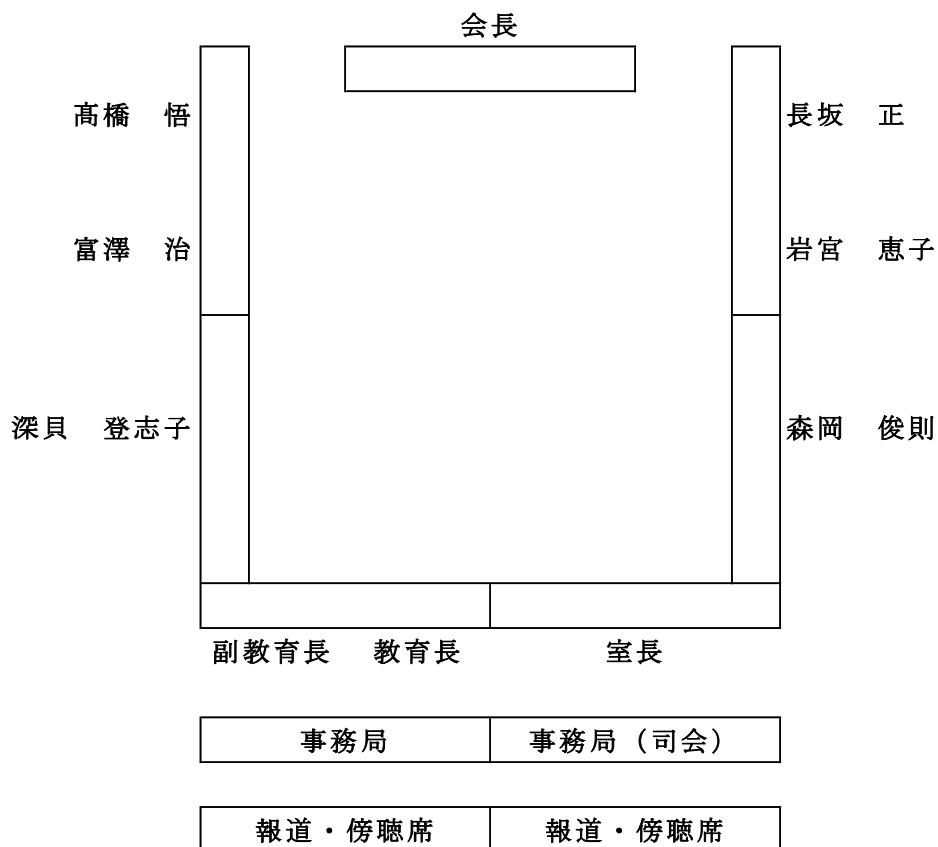 会長
髙橋　悟
長坂　正
富澤　治
岩宮　恵子
深貝　登志子
森岡　俊則
副教育長　教育長
室長
事務局
事務局（司会）
報道・傍聴席
報道・傍聴席